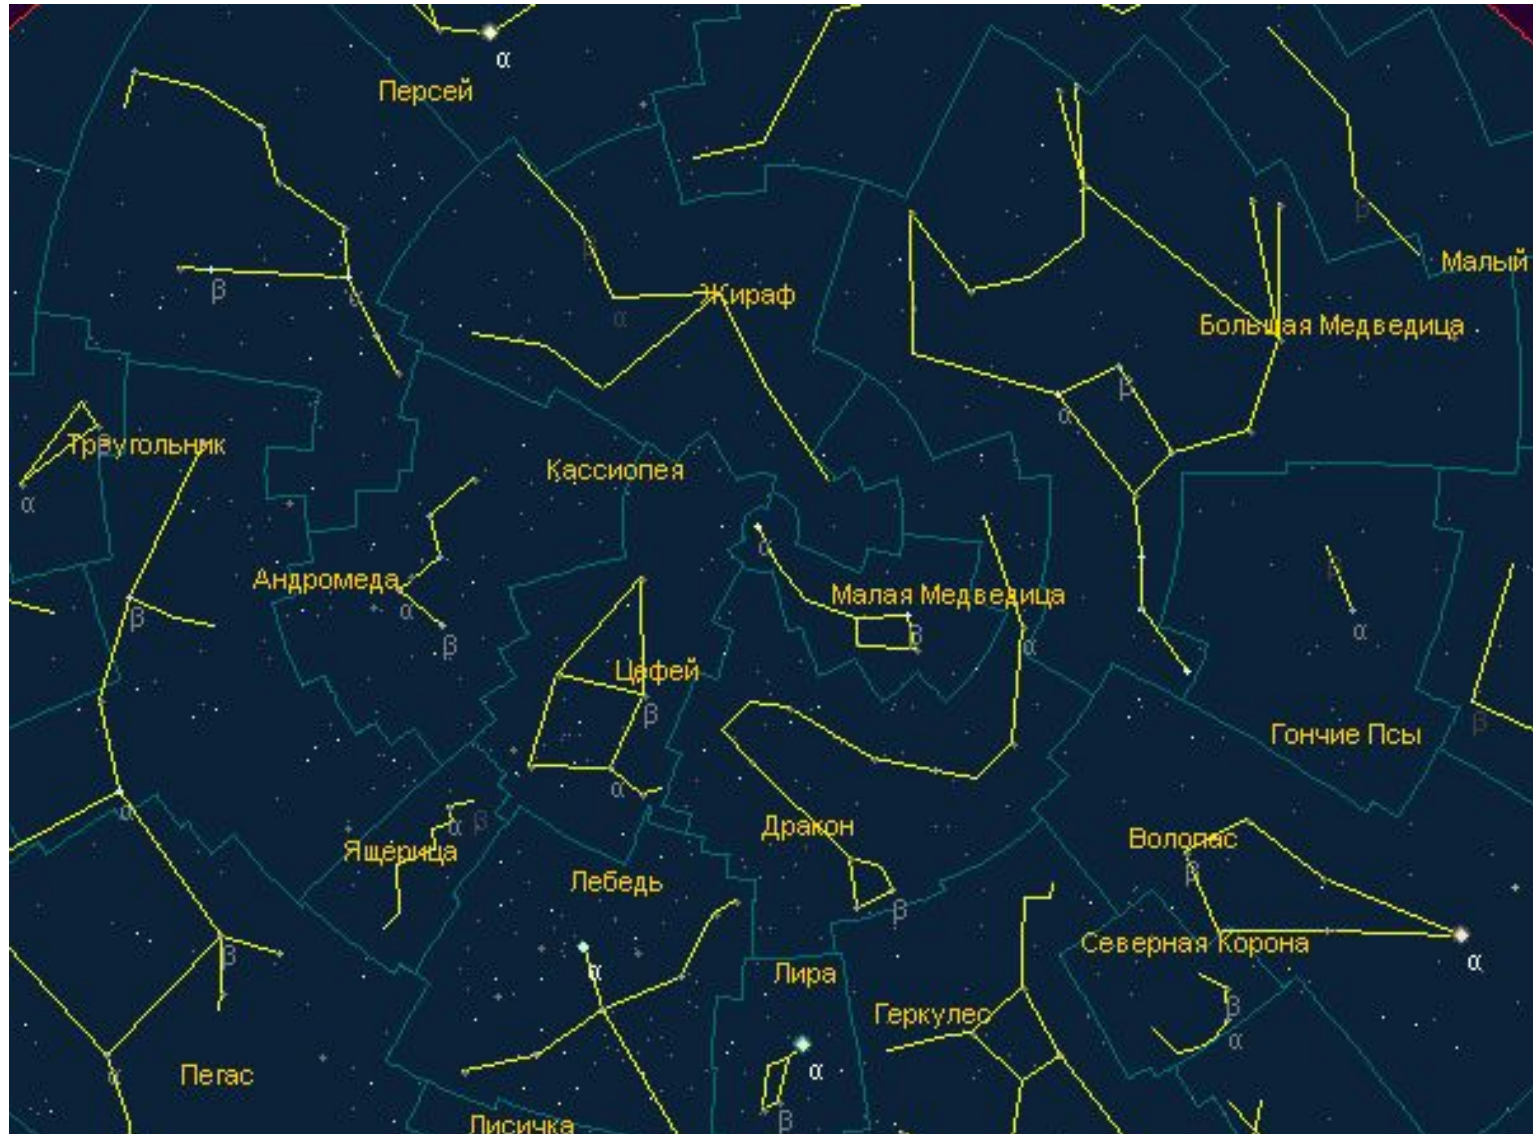 α
Персей
β
Малый
β
β
α
Жираф
α
Большая Медведица
β
α
Треугольник
β
α
Кассиопея
α
β
Андромеда
α
Малая Медведица
β
α
β
α
β
Цефей
β
Гончие Псы
β
α
α
α
β
Дракон
Волопас
Ящерица
β
Лебедь
β
Северная Корона
α
β
α
Лира
β
Геркулес
α
Пегас
α
α
β
Лисичка